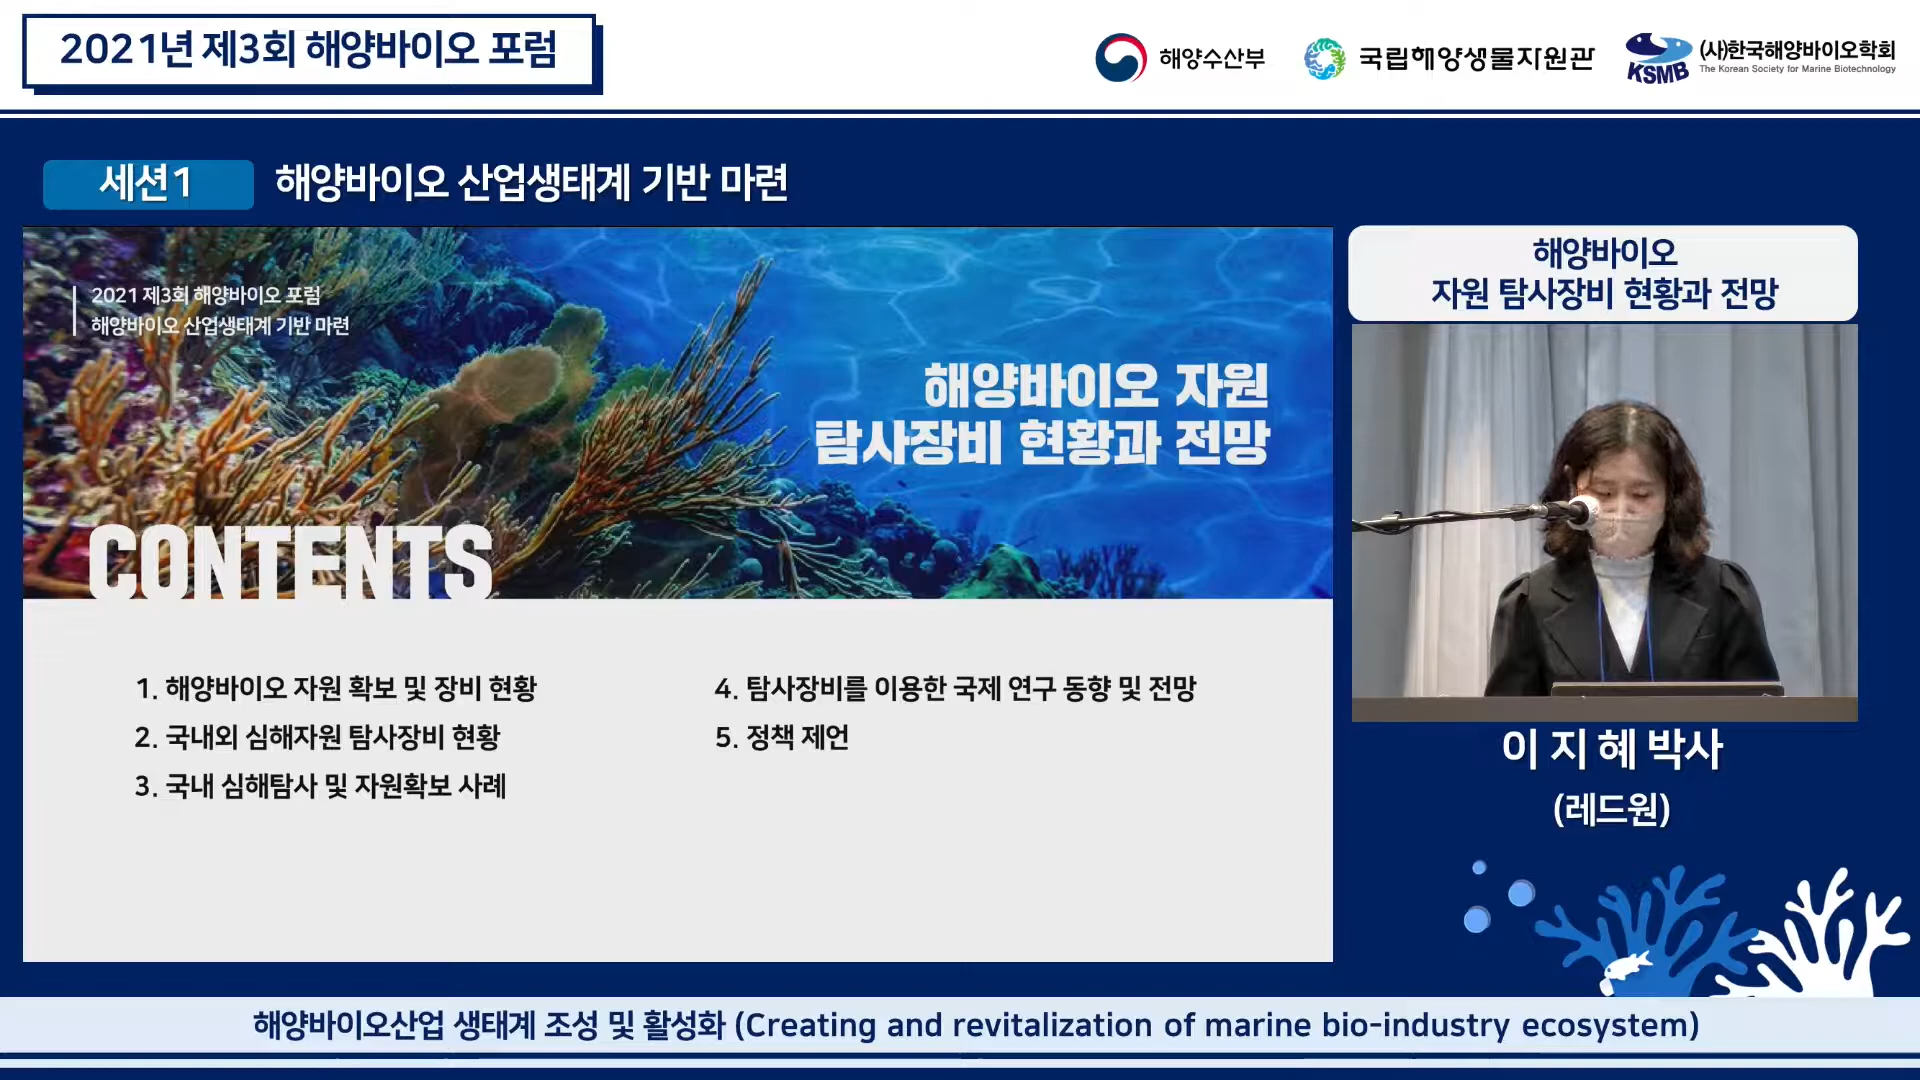 2021년 제3회 해양바이오 포럼
해양수산부
국립해양생물자원관
KSMB
(사)한국해양바이오학회
The Korean Society for Marine Biotechnology
세션1
해양바이오 산업생태계 기반 마련
2021 제3회 해양바이오 포럼
해양바이오 산업생태계 기반 마련
해양바이오 자원
탐사장비 현황과 전망
CONTENTS
1. 해양바이오 자원 확보 및 장비 현황
2. 국내외 심해자원 탐사장비 현황
3. 국내 심해탐사 및 자원확보 사례
4. 탐사장비를 이용한 국제 연구 동향 및 전망
5. 정책 제언
해양바이오
자원 탐사장비 현황과 전망
이 지 혜 박사
(레드원)
해양바이오산업 생태계 조성 및 활성화 (Creating and revitalization of marine bio-industry ecosystem)